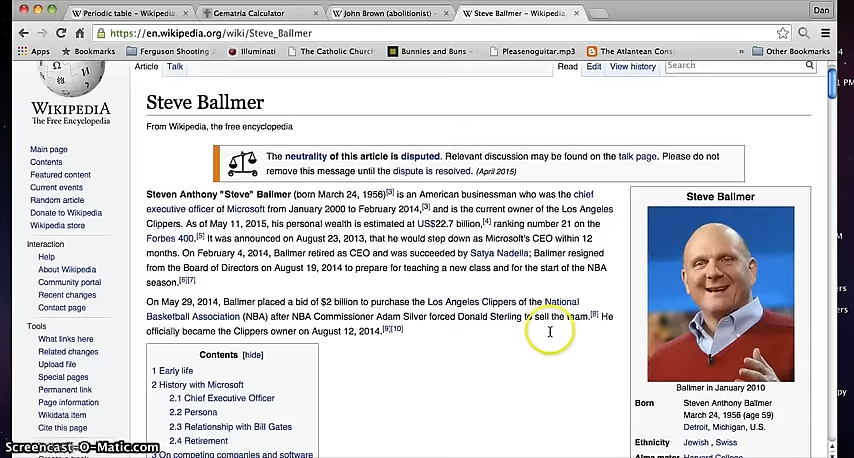 Periodic table – Wikipedia,
Gematria Calculator
John Brown (abolitionist) –
Steve Ballmer – Wikipedia,
Dan
https://en.wikipedia.org/wiki/Steve_Ballmer
Apps
Bookmarks
Ferguson Shooting
Illuminati
The Catholic Church
Bunnies and Buns –
Pleasenoguitar.mp3
The Atlantean Cons
»
Other Bookmarks
1 PM
Article
Talk
Read
Edit
View history
Search
WIKIPEDIA
The Free Encyclopedia
Main page
Contents
Featured content
Current events
Random article
Donate to Wikipedia
Wikipedia store
Interaction
Help
About Wikipedia
Community portal
Recent changes
Contact page
Tools
What links here
Related changes
Upload file
Special pages
Permanent link
Page information
Wikidata item
Cite this page
Steve Ballmer
From Wikipedia, the free encyclopedia
The neutrality of this article is disputed. Relevant discussion may be found on the talk page. Please do not
remove this message until the dispute is resolved. (April 2015)
Steven Anthony "Steve" Ballmer (born March 24, 1956)[3] is an American businessman who was the chief
executive officer of Microsoft from January 2000 to February 2014,[3] and is the current owner of the Los Angeles
Clippers. As of May 11, 2015, his personal wealth is estimated at US$22.7 billion,[4] ranking number 21 on the
Forbes 400.[5] It was announced on August 23, 2013, that he would step down as Microsoft's CEO within 12
months. On February 4, 2014, Ballmer retired as CEO and was succeeded by Satya Nadella; Ballmer resigned
from the Board of Directors on August 19, 2014 to prepare for teaching a new class and for the start of the NBA
season.[6][7]
On May 29, 2014, Ballmer placed a bid of $2 billion to purchase the Los Angeles Clippers of the National
Basketball Association (NBA) after NBA Commissioner Adam Silver forced Donald Sterling to sell the team.[8] He
officially became the Clippers owner on August 12, 2014.[9][10]
Contents [hide]
1 Early life
2 History with Microsoft
2.1 Chief Executive Officer
2.2 Persona
2.3 Relationship with Bill Gates
2.4 Retirement
3 On competing companies and software
Steve Ballmer
Ballmer in January 2010
Born
Steven Anthony Ballmer
March 24, 1956 (age 59)
Detroit, Michigan, U.S.
Ethnicity
Jewish , Swiss
Alma mater
Harvard College
Screencast-O-Matic.com